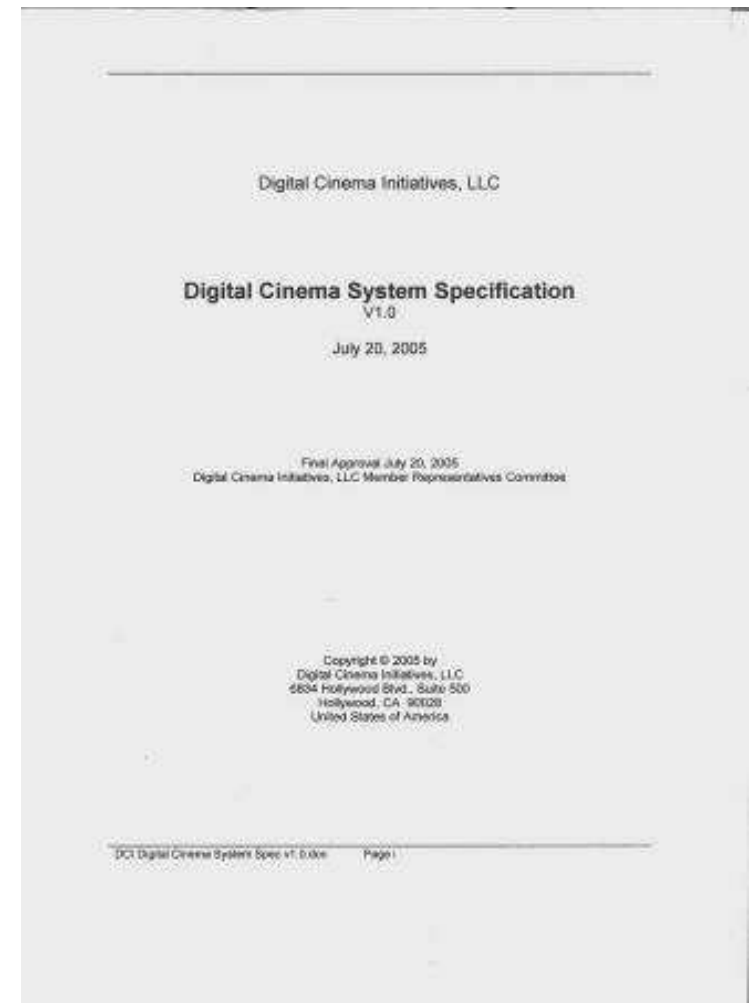 Digital Cinema Initiatives, LLC
Digital Cinema System Specification
V1.0
July 20, 2005
Final Approval July 20, 2005
Digital Cinema Initiatives, LLC Member Representatives Committee
Copyright © 2005 by
Digital Cinema Initiatives, LLC
6834 Hollywood Blvd., Suite 500
Hollywood, CA 90028
United States of America
DCI Digital Cinema System Spec v1.0.doc Page i